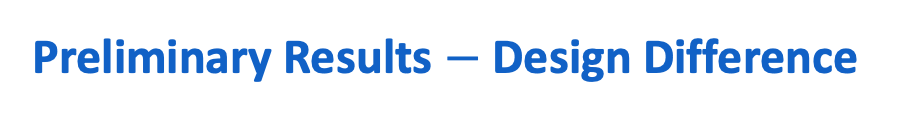 Preliminary Results — Design Difference